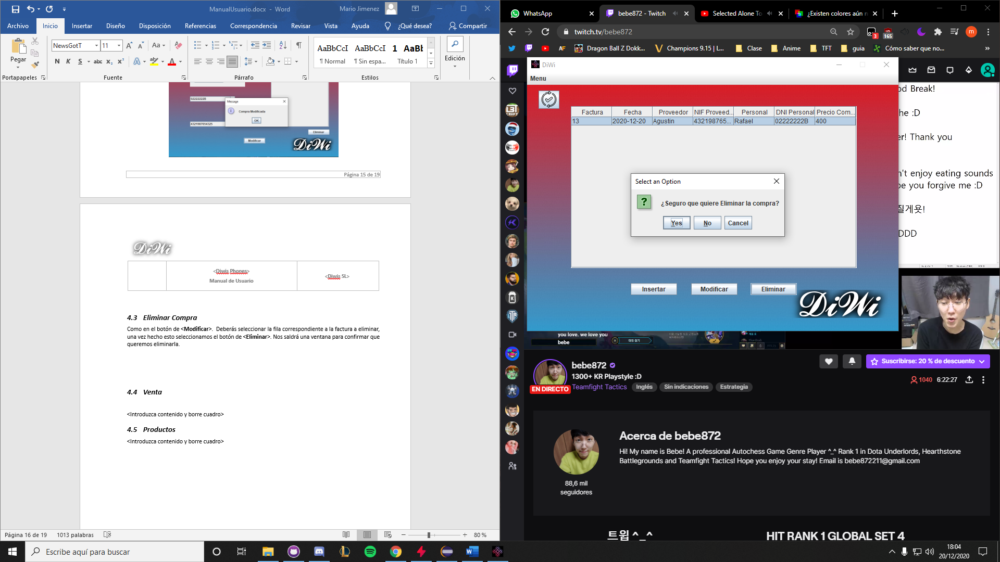 ManualUsuario.docx - Word
Mario Jimenez
Archivo Inicio Insertar Diseño Disposición Referencias Correspondencia Revisar Vista Ayuda ¿Qué desea? Compartir
Pegar
NewsGotT 11
Aa
N K S abc x₂ x²
AaBbCcI AaBbCcI 1 AaBb
¶ Normal ¶ Sin espa... Título 1
Edición
Portapapeles Fuente Párrafo Estilos
02222222B
Message
Compra Modificada
OK
4321987654325
Eliminar
Modificar
DiWi
Página 15 de 19
DiWi
<Diwis Phones>
Manual de Usuario
<Diwis SL>
4.3 Eliminar Compra
Como en el botón de <Modificar>. Deberás seleccionar la fila correspondiente a la factura a eliminar,
una vez hecho esto seleccionamos el botón de <Eliminar>. Nos saldrá una ventana para confirmar que
queremos eliminarla.
4.4 Venta
<Introduzca contenido y borre cuadro>
4.5 Productos
<Introduzca contenido y borre cuadro>
Página 16 de 19 1013 palabras
80 %
WhatsApp
bebe872 - Twitch
Selected Alone To
¿Existen colores aún n
twitch.tv/bebe872
3
165
m
AF
Dragon Ball Z Dokk...
Champions 9.15 | L...
Clase
Anime
TFT
guia
Cómo saber que no...
»
DiWi
Menu
Factura Fecha Proveedor NIF Proveed... Personal DNI Personal Precio Com...
13 2020-12-20 Agustin 432198765... Rafael 02222222B 400
Select an Option
¿Seguro que quiere Eliminar la compra?
Yes No Cancel
Insertar Modificar Eliminar
DiWi
od Break!
he :D
er! Thank you
n't enjoy eating sounds
pe you forgive me :D
질게욧!
DDD
you love. we love you
bebe
대전 찾기
bebe872
1300+ KR Playstyle :D
EN DIRECTO
Teamfight Tactics Inglés Sin indicaciones Estrategia
Suscribirse: 20 % de descuento
1040 6:22:27
Acerca de bebe872
Hi! My name is Bebe! A professional Autochess Game Genre Player ^_^ Rank 1 in Dota Underlords, Hearthstone
Battlegrounds and Teamfight Tactics! Hope you enjoy your stay! Email is bebe872211@gmail.com
88,6 mil
seguidores
트윕 ^_^
HIT RANK 1 GLOBAL SET 4
Escribe aquí para buscar
18:04
20/12/2020